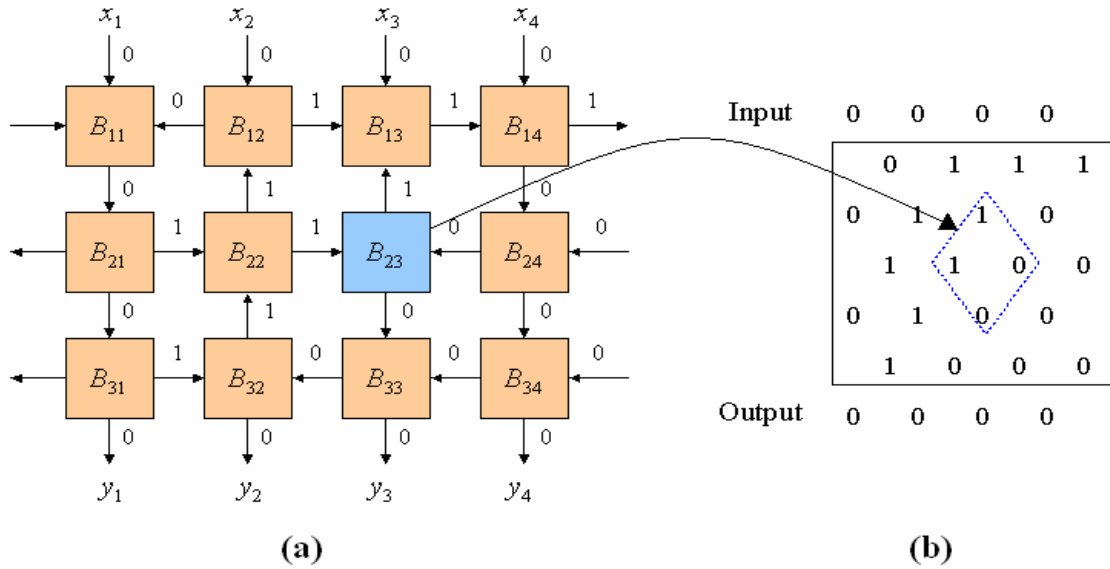 x1 x2 x3 x4
0 0 0 0
0 1 1 1
B11 B12 B13 B14
0 1 1 0
1 1 0 0
B21 B22 B23 B24
0 1 0 0
1 0 0 0
B31 B32 B33 B34
0 0 0 0
y1 y2 y3 y4
(a)
Input 0 0 0 0
0 1 1 1
0 1 1 0
1 1 0 0
0 1 0 0
1 0 0 0
Output 0 0 0 0
(b)